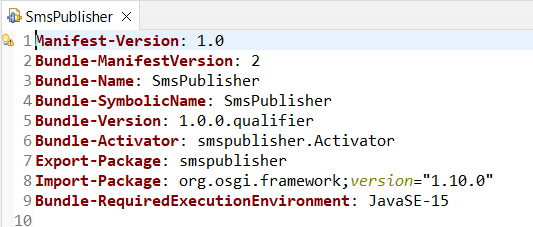 SmsPublisher
1 Manifest-Version: 1.0
2 Bundle-ManifestVersion: 2
3 Bundle-Name: SmsPublisher
4 Bundle-SymbolicName: SmsPublisher
5 Bundle-Version: 1.0.0.qualifier
6 Bundle-Activator: smspublisher.Activator
7 Export-Package: smspublisher
8 Import-Package: org.osgi.framework;version="1.10.0"
9 Bundle-RequiredExecutionEnvironment: JavaSE-15
10